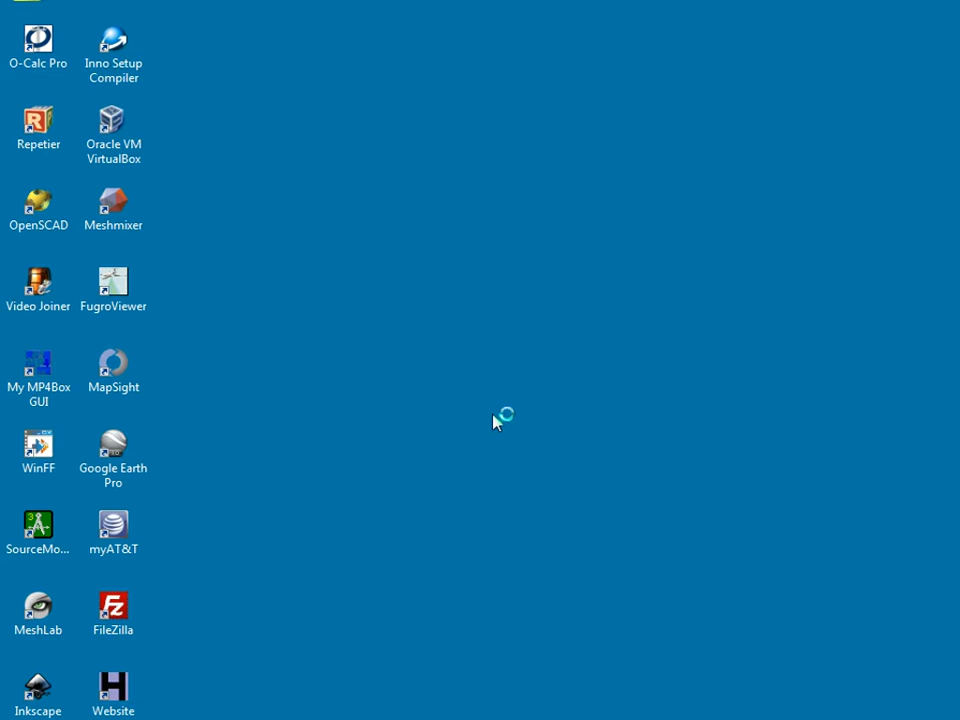 O-Calc Pro
Inno Setup
Compiler
Repetier
Oracle VM
VirtualBox
OpenSCAD
Meshmixer
Video Joiner
FugroViewer
My MP4Box
GUI
MapSight
WinFF
Google Earth
Pro
SourceMo...
myAT&T
MeshLab
FileZilla
Inkscape
Website